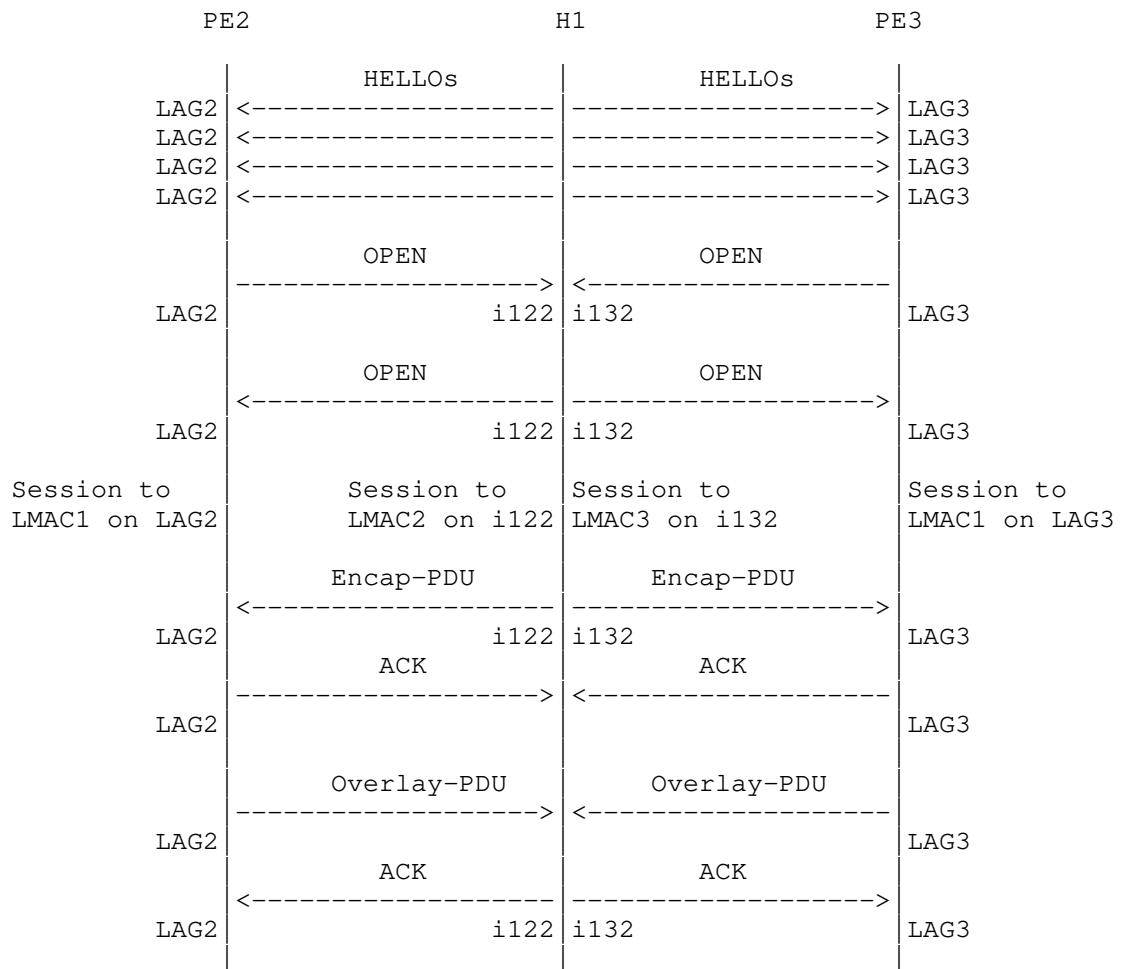 PE2 H1 PE3
HELLOs HELLOs
LAG2|<-------------------|------------------->|LAG3
LAG2|<-------------------|------------------->|LAG3
LAG2|<-------------------|------------------->|LAG3
LAG2|<-------------------|------------------->|LAG3
OPEN OPEN
|------------------->|<-------------------|
LAG2| i122|i132 |LAG3
OPEN OPEN
|<-------------------|------------------->|
LAG2| i122|i132 |LAG3
Session to Session to |Session to |Session to
LMAC1 on LAG2| LMAC2 on i122|LMAC3 on i132 |LMAC1 on LAG3
Encap-PDU Encap-PDU
|<-------------------|------------------->|
LAG2| i122|i132 |LAG3
ACK ACK
|------------------->|<-------------------|
LAG2| |LAG3
Overlay-PDU Overlay-PDU
|------------------->|<-------------------|
LAG2| |LAG3
ACK ACK
|<-------------------|------------------->|
LAG2| i122|i132 |LAG3